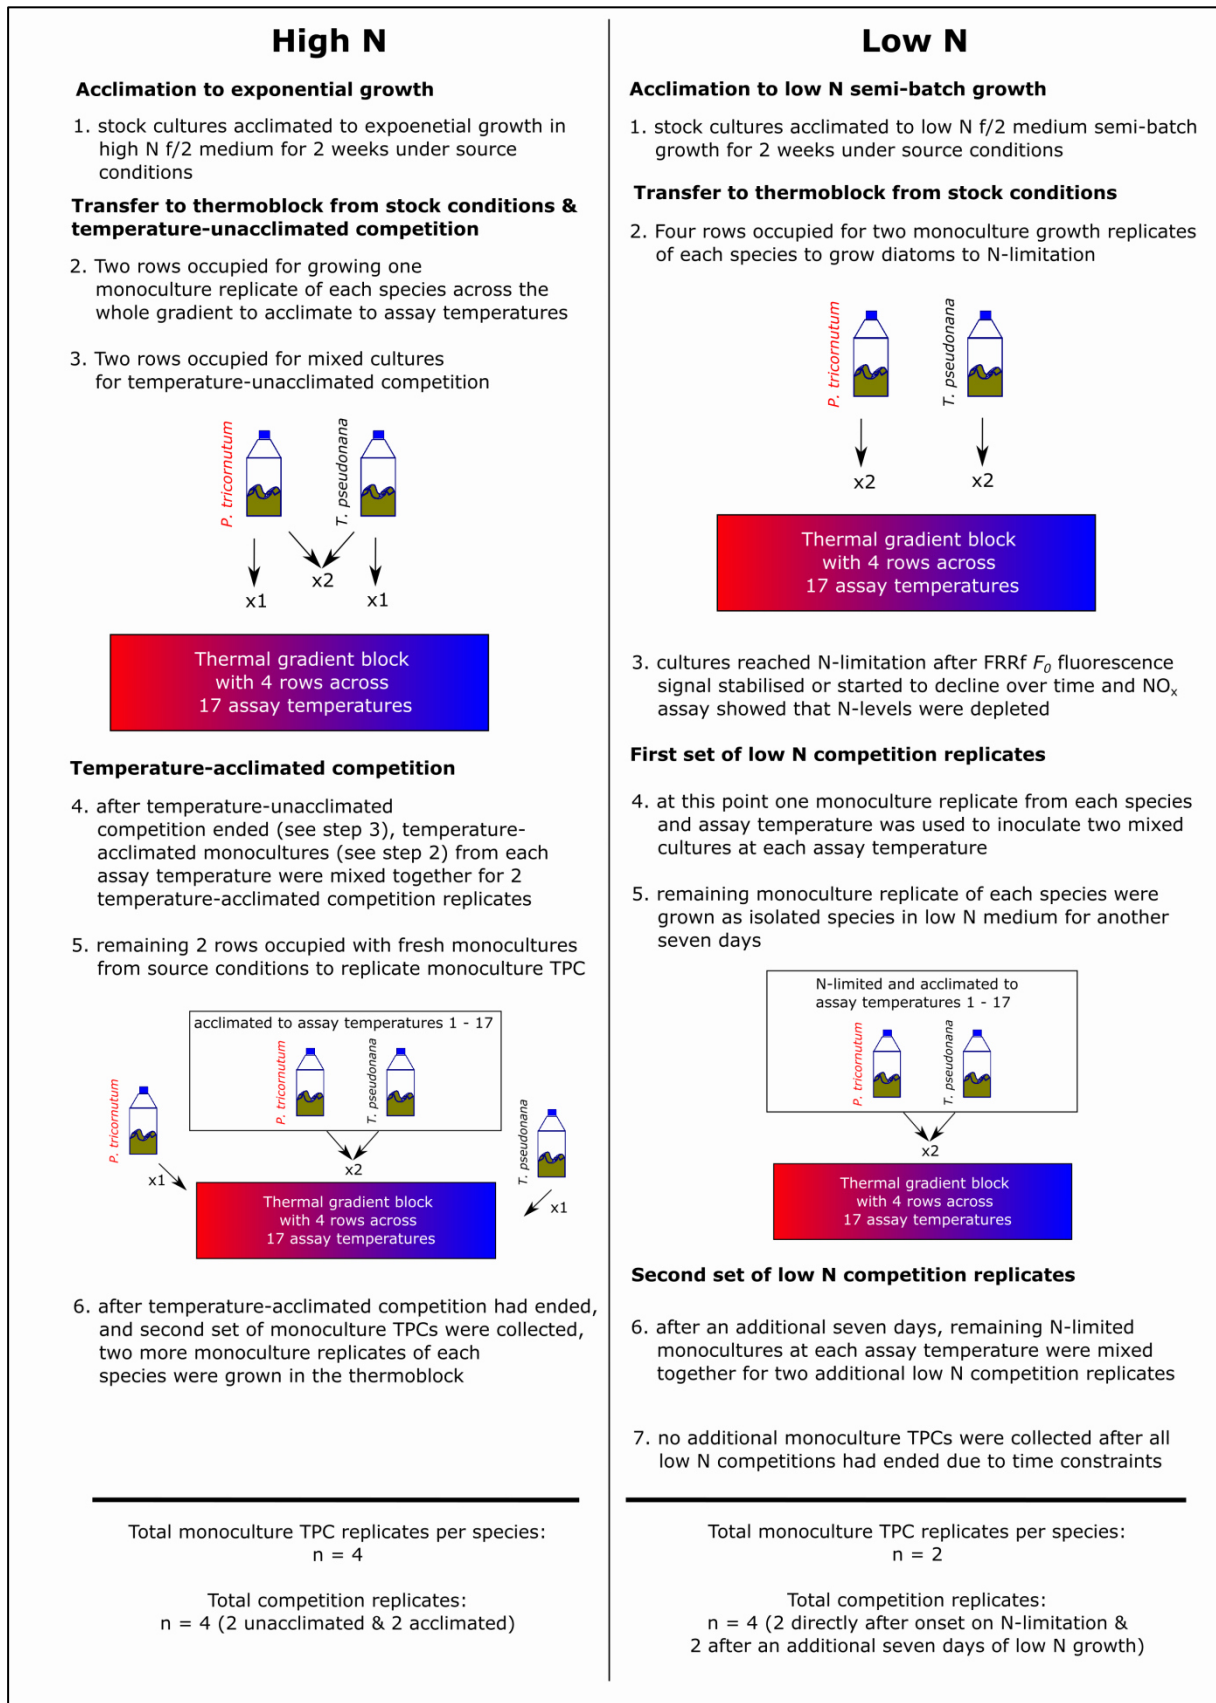 High N
Acclimation to exponential growth
1. stock cultures acclimated to expoenetial growth in
high N f/2 medium for 2 weeks under source
conditions
Transfer to thermoblock from stock conditions &
temperature-unacclimated competition
2. Two rows occupied for growing one
monoculture replicate of each species across the
whole gradient to acclimate to assay temperatures
3. Two rows occupied for mixed cultures
for temperature-unacclimated competition
P. tricornutum
T. pseudonana
x2
x1
x1
Thermal gradient block
with 4 rows across
17 assay temperatures
Temperature-acclimated competition
4. after temperature-unacclimated
competition ended (see step 3), temperature-
acclimated monocultures (see step 2) from each
assay temperature were mixed together for 2
temperature-acclimated competition replicates
5. remaining 2 rows occupied with fresh monocultures
from source conditions to replicate monoculture TPC
acclimated to assay temperatures 1 - 17
P. tricornutum
T. pseudonana
P. tricornutum
T. pseudonana
x2
x1
x1
Thermal gradient block
with 4 rows across
17 assay temperatures
6. after temperature-acclimated competition had ended,
and second set of monoculture TPCs were collected,
two more monoculture replicates of each
species were grown in the thermoblock
Total monoculture TPC replicates per species:
n = 4
Total competition replicates:
n = 4 (2 unacclimated & 2 acclimated)
Low N
Acclimation to low N semi-batch growth
1. stock cultures acclimated to low N f/2 medium semi-batch
growth for 2 weeks under source conditions
Transfer to thermoblock from stock conditions
2. Four rows occupied for two monoculture growth replicates
of each species to grow diatoms to N-limitation
P. tricornutum
T. pseudonana
x2
x2
Thermal gradient block
with 4 rows across
17 assay temperatures
3. cultures reached N-limitation after FRRf F0 fluorescence
signal stabilised or started to decline over time and NOx
assay showed that N-levels were depleted
First set of low N competition replicates
4. at this point one monoculture replicate from each species
and assay temperature was used to inoculate two mixed
cultures at each assay temperature
5. remaining monoculture replicate of each species were
grown as isolated species in low N medium for another
seven days
N-limited and acclimated to
assay temperatures 1 - 17
P. tricornutum
T. pseudonana
x2
Thermal gradient block
with 4 rows across
17 assay temperatures
Second set of low N competition replicates
6. after an additional seven days, remaining N-limited
monocultures at each assay temperature were mixed
together for two additional low N competition replicates
7. no additional monoculture TPCs were collected after all
low N competitions had ended due to time constraints
Total monoculture TPC replicates per species:
n = 2
Total competition replicates:
n = 4 (2 directly after onset on N-limitation &
2 after an additional seven days of low N growth)